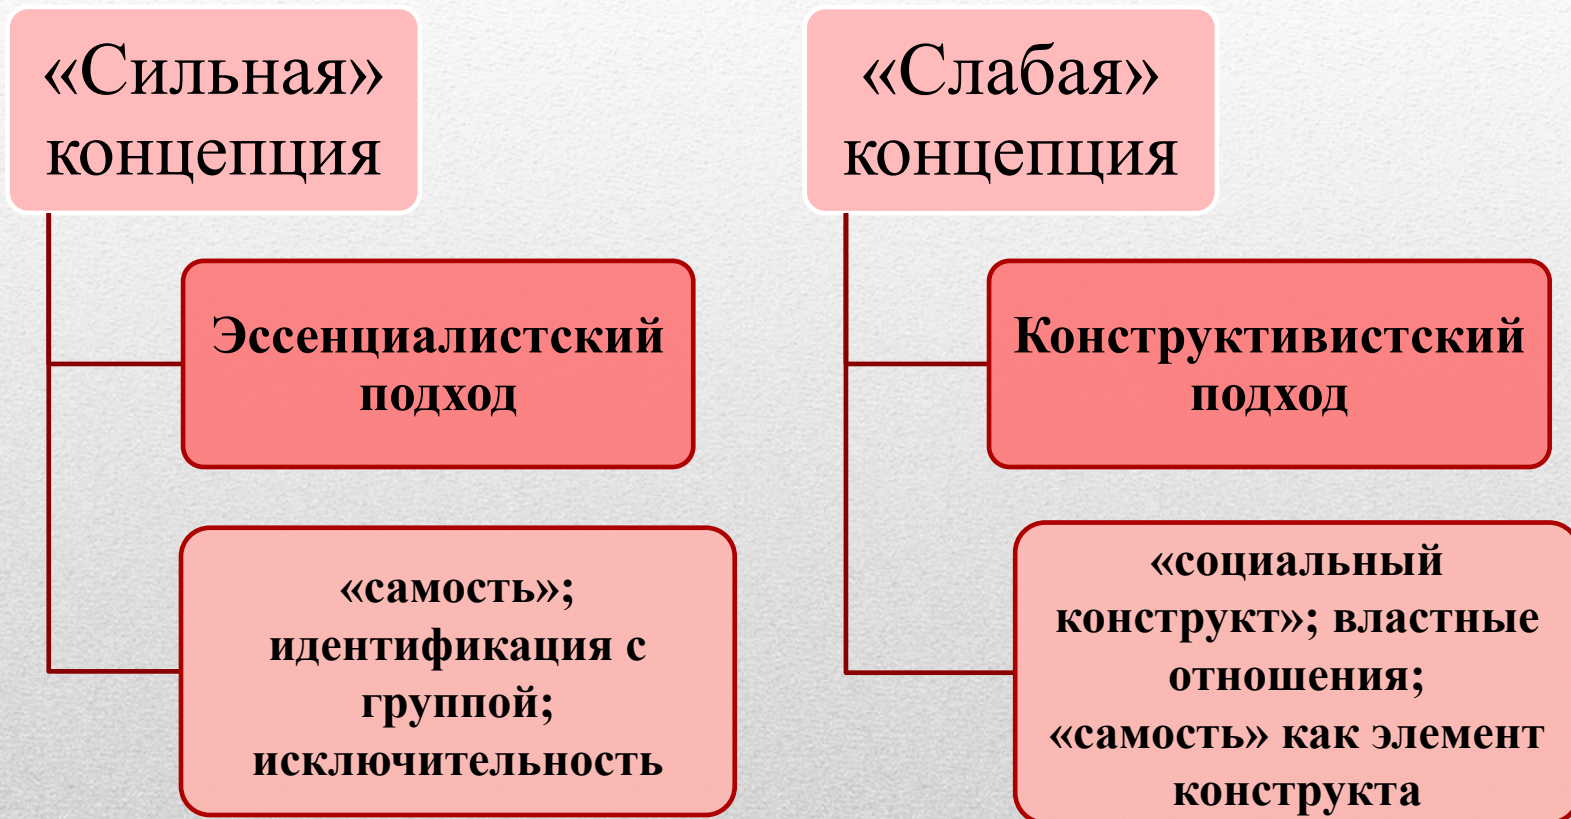 «Сильная»
концепция
Эссенциалистский
подход
«самость»;
идентификация с
группой;
исключительность
«Слабая»
концепция
Конструктивистский
подход
«социальный
конструкт»; властные
отношения;
«самость» как элемент
конструкта